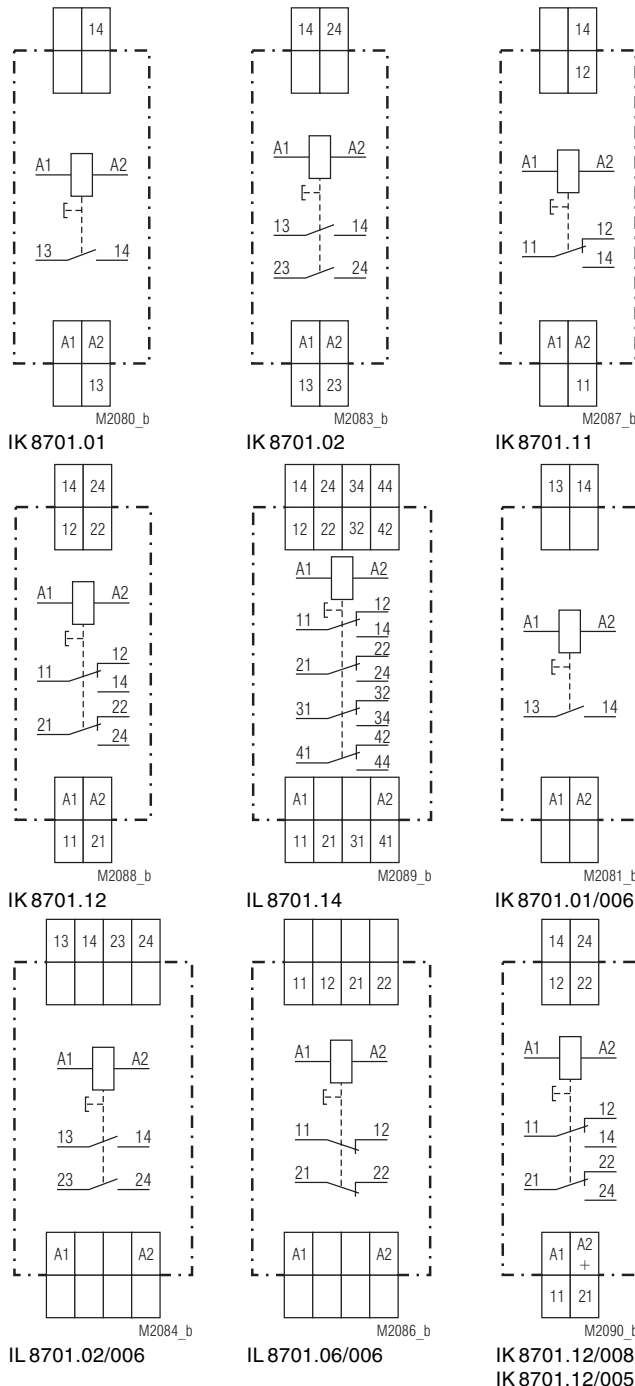 14
A1 A2
13 14
A1 A2
13
M2080_b
IK 8701.01
14 24
A1 A2
13 14
23 24
A1 A2
13 23
M2083_b
IK 8701.02
14
12
A1 A2
12
11
14
A1 A2
11
M2087_b
IK 8701.11
14 24
12 22
A1 A2
12
11
14
22
21
24
A1 A2
11 21
M2088_b
IK 8701.12
14 24 34 44
12 22 32 42
A1 A2
12
11
14
22
21
24
32
31
34
42
41
44
A1 A2
11 21 31 41
M2089_b
IL 8701.14
13 14
A1 A2
13 14
A1 A2
M2081_b
IK 8701.01/006
13 14 23 24
A1 A2
13 14
23 24
A1 A2
M2084_b
IL 8701.02/006
11 12 21 22
A1 A2
11 12
21 22
A1 A2
M2086_b
IL 8701.06/006
14 24
12 22
A1 A2
12
11
14
22
21
24
A1 A2
+
11 21
M2090_b
IK 8701.12/008
IK 8701.12/005